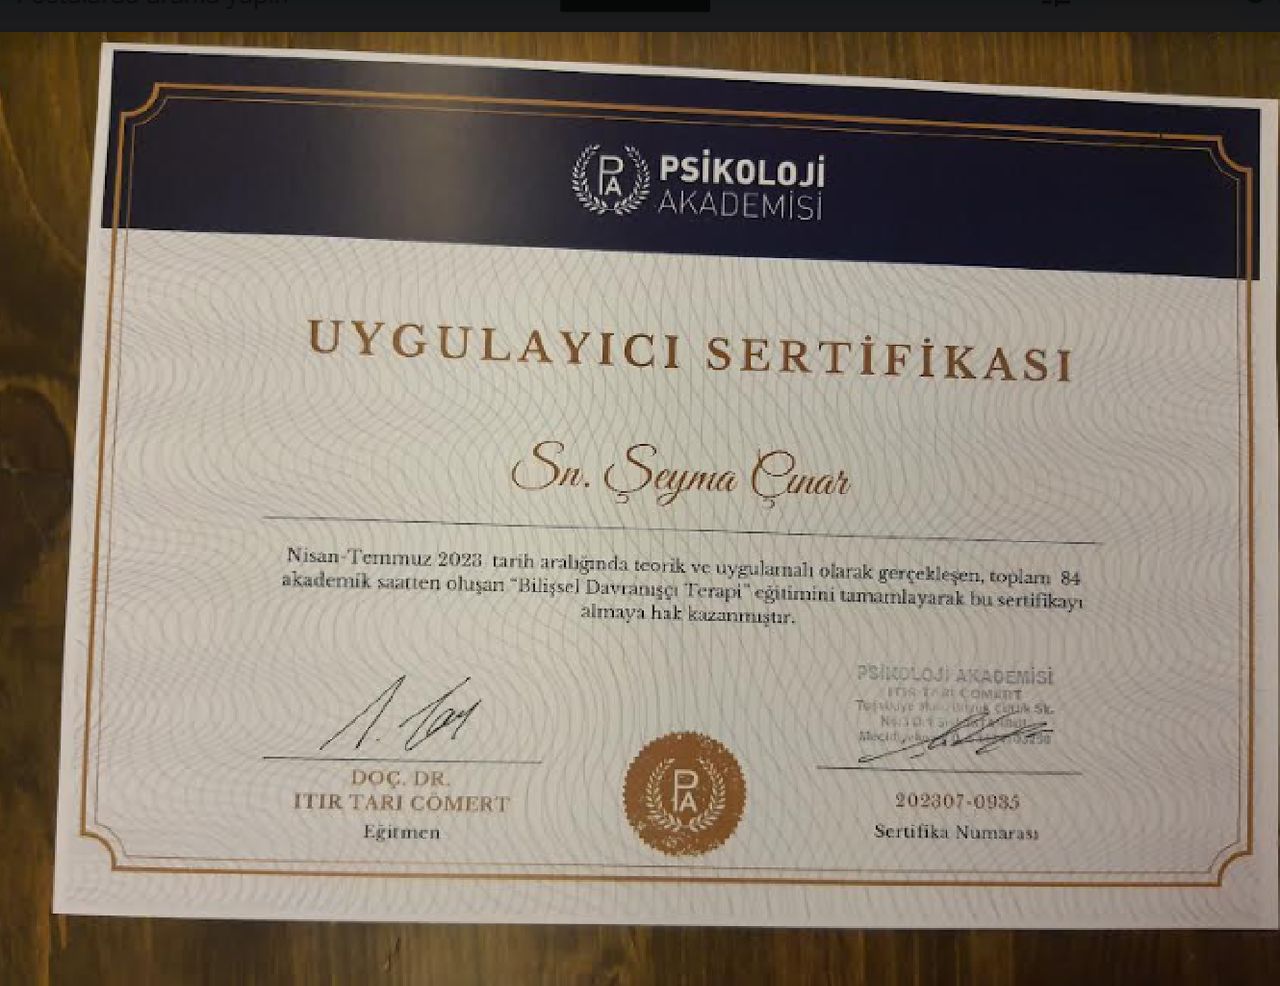 PSİKOLOJİ
AKADEMİSİ
UYGULAYICI SERTİFİKASI
Sn. Şeyma Çınar
Nisan-Temmuz 2023 tarih aralığında teorik ve uygulamalı olarak gerçekleşen, toplam 84
akademik saatten oluşan “Bilişsel Davranışçı Terapi” eğitimini tamamlayarak bu sertifikayı
almaya hak kazanmıştır.
PSİKOLOJİ AKADEMİSİ
ITIR TARI CÖMERT
DOÇ. DR.
ITIR TARI CÖMERT
Eğitmen
PA
202307-0935
Sertifika Numarası